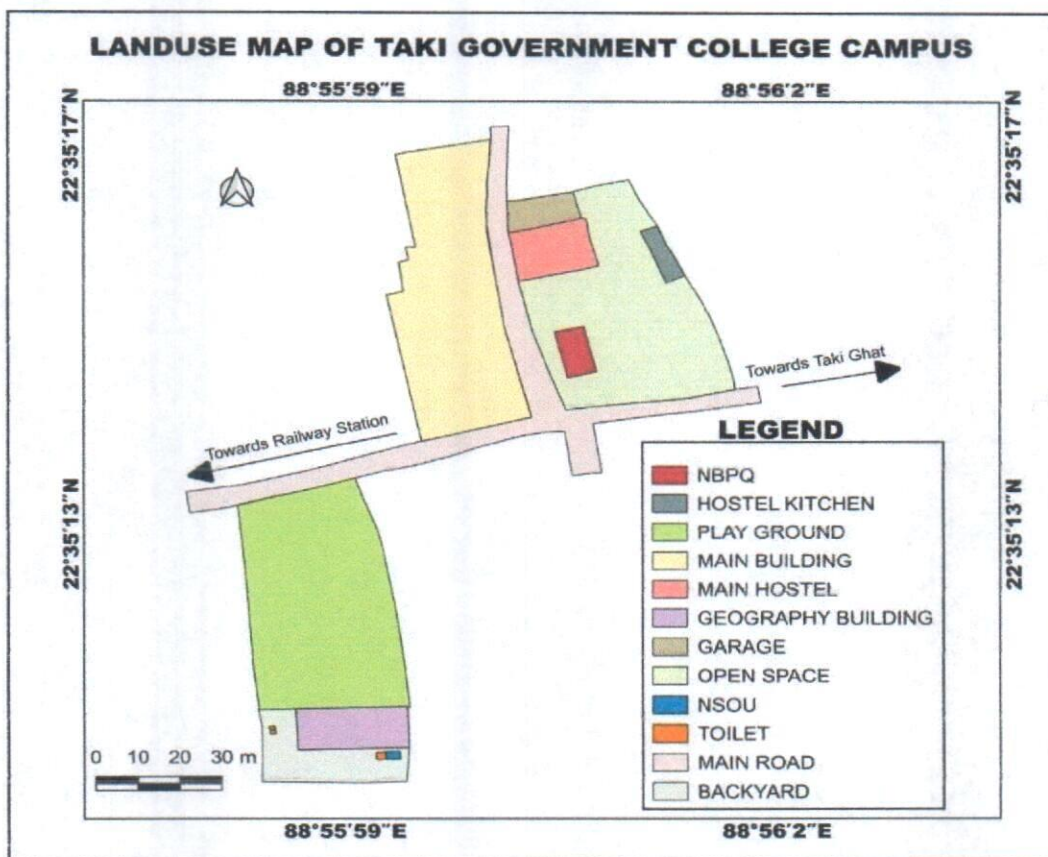 LANDUSE MAP OF TAKI GOVERNMENT COLLEGE CAMPUS
88°55'59"E
88°56'2"E
22°35'17"N
22°35'17"N
Towards Taki Ghat
Towards Railway Station
22°35'13"N
22°35'13"N
LEGEND
NBPQ
HOSTEL KITCHEN
PLAY GROUND
MAIN BUILDING
MAIN HOSTEL
GEOGRAPHY BUILDING
GARAGE
OPEN SPACE
NSOU
TOILET
MAIN ROAD
BACKYARD
0 10 20 30 m
88°55'59"E
88°56'2"E